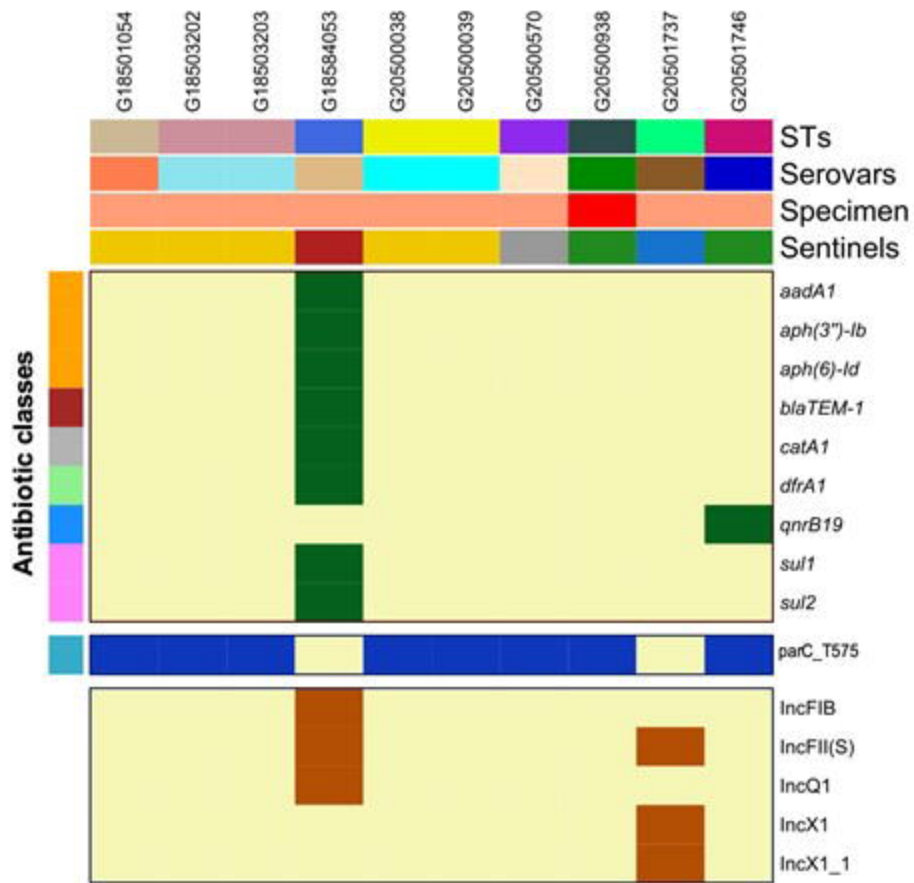 G18501054
G18503202
G18503203
G18584053
G20500038
G20500039
G20500570
G20500938
G20501737
G20501746
STs
Serovars
Specimen
Sentinels
Antibiotic classes
aadA1
aph(3")-Ib
aph(6)-Id
blaTEM-1
catA1
dfrA1
qnrB19
sul1
sul2
parC_T575
IncFIB
IncFII(S)
IncQ1
IncX1
IncX1_1